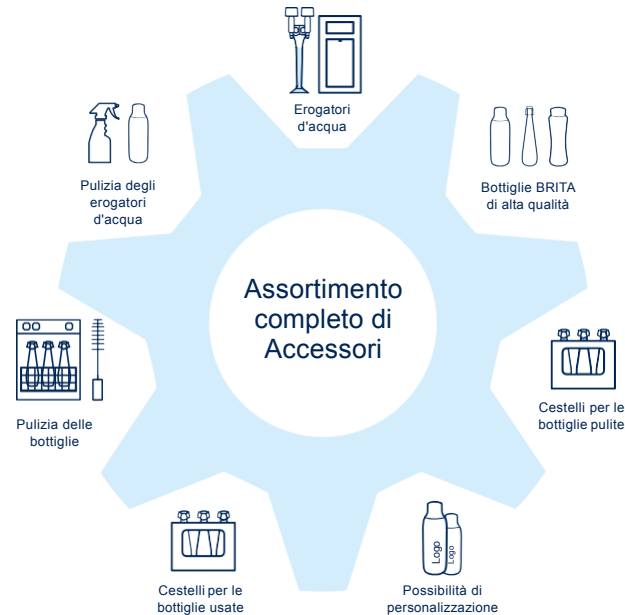 Erogatori
d'acqua
Bottiglie BRITA
di alta qualità
Cestelli per le
bottiglie pulite
Logo
Logo
Possibilità di
personalizzazione
Cestelli per le
bottiglie usate
Pulizia delle
bottiglie
Pulizia degli
erogatori
d'acqua
Assortimento
completo di
Accessori